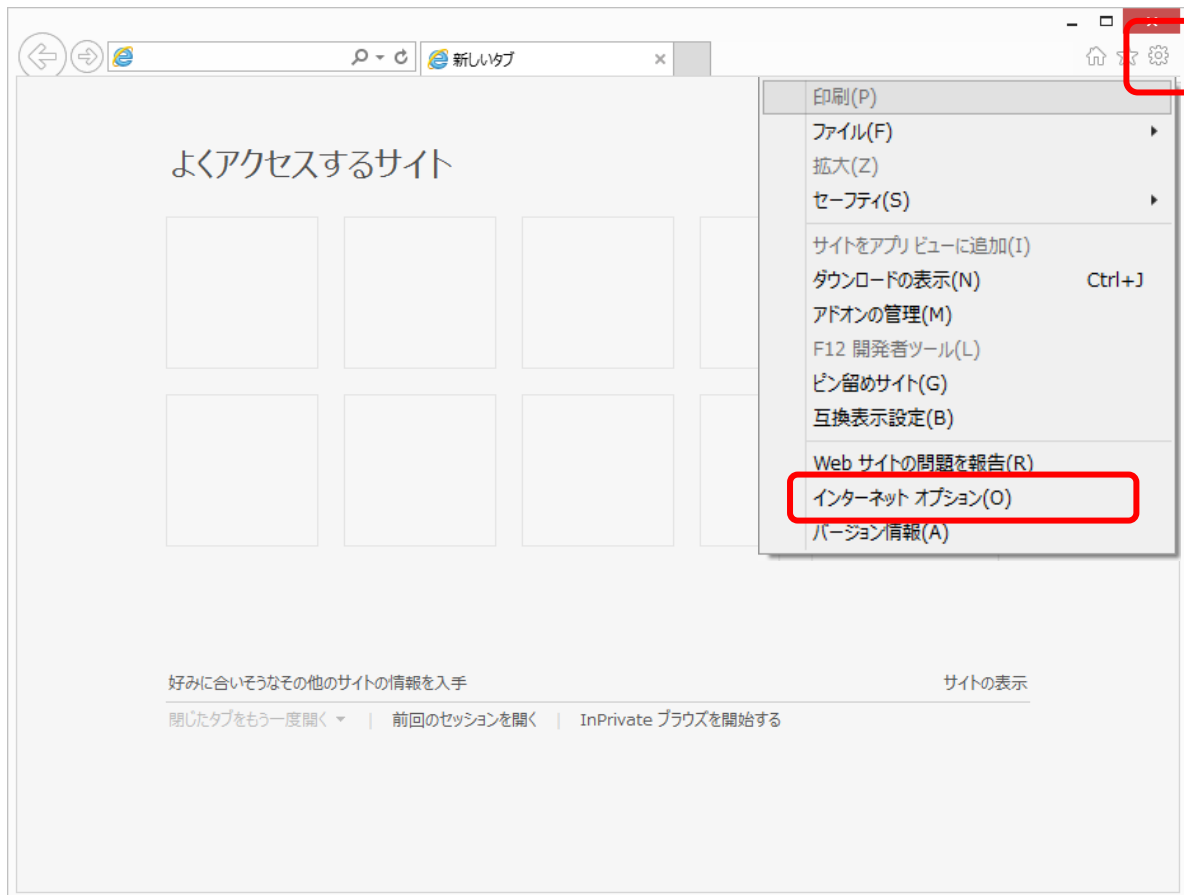 新しいタブ
印刷(P)
ファイル(F)
拡大(Z)
セーフティ(S)
サイトをアプリ ビューに追加(I)
ダウンロードの表示(N) Ctrl+J
アドオンの管理(M)
F12 開発者ツール(L)
ピン留めサイト(G)
互換表示設定(B)
Web サイトの問題を報告(R)
インターネット オプション(O)
バージョン情報(A)
よくアクセスするサイト
好みに合いそうなその他のサイトの情報を入手 サイトの表示
閉じたタブをもう一度開く | 前回のセッションを開く | InPrivate ブラウズを開始する